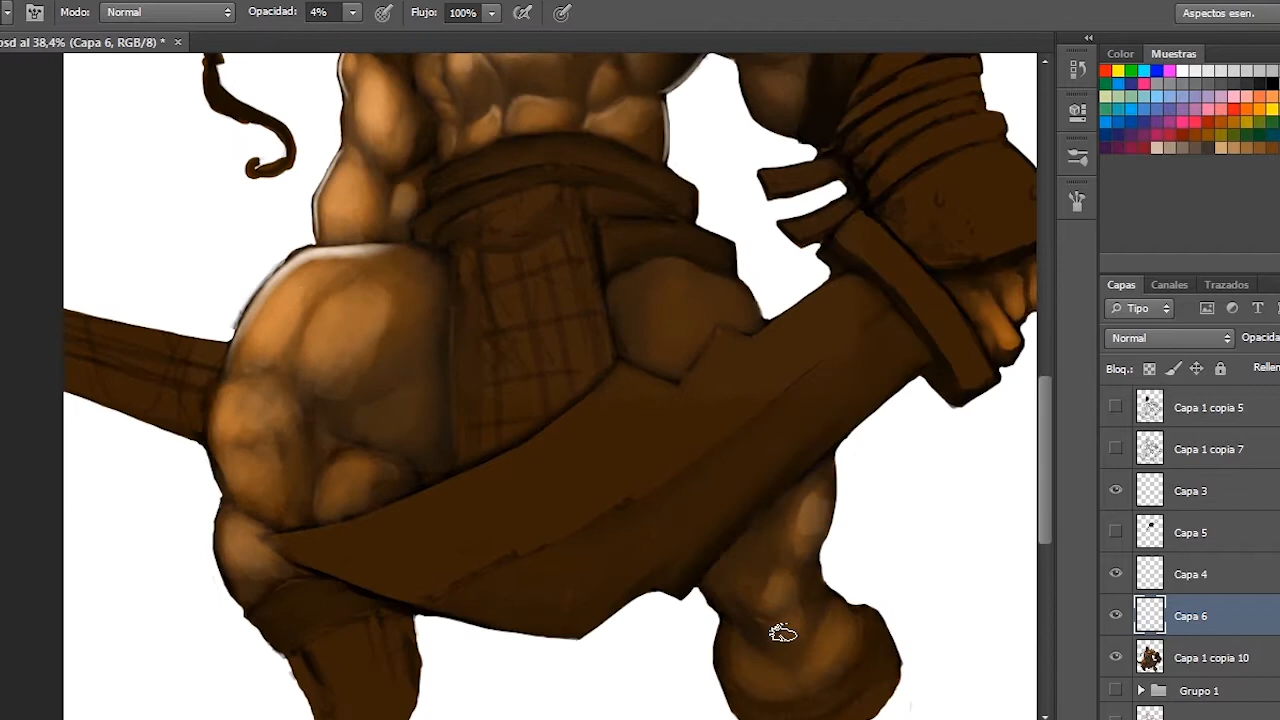 Modo: Normal Opacidad: 4% Flujo: 100% Aspectos esen.
psd al 38,4% (Capa 6, RGB/8) * ×
Color Muestras
Capas Canales Trazados
Tipo T
Normal Opacida
Bloq.: Rellen
Capa 1 copia 5
Capa 1 copia 7
Capa 3
Capa 5
Capa 4
Capa 6
Capa 1 copia 10
Grupo 1